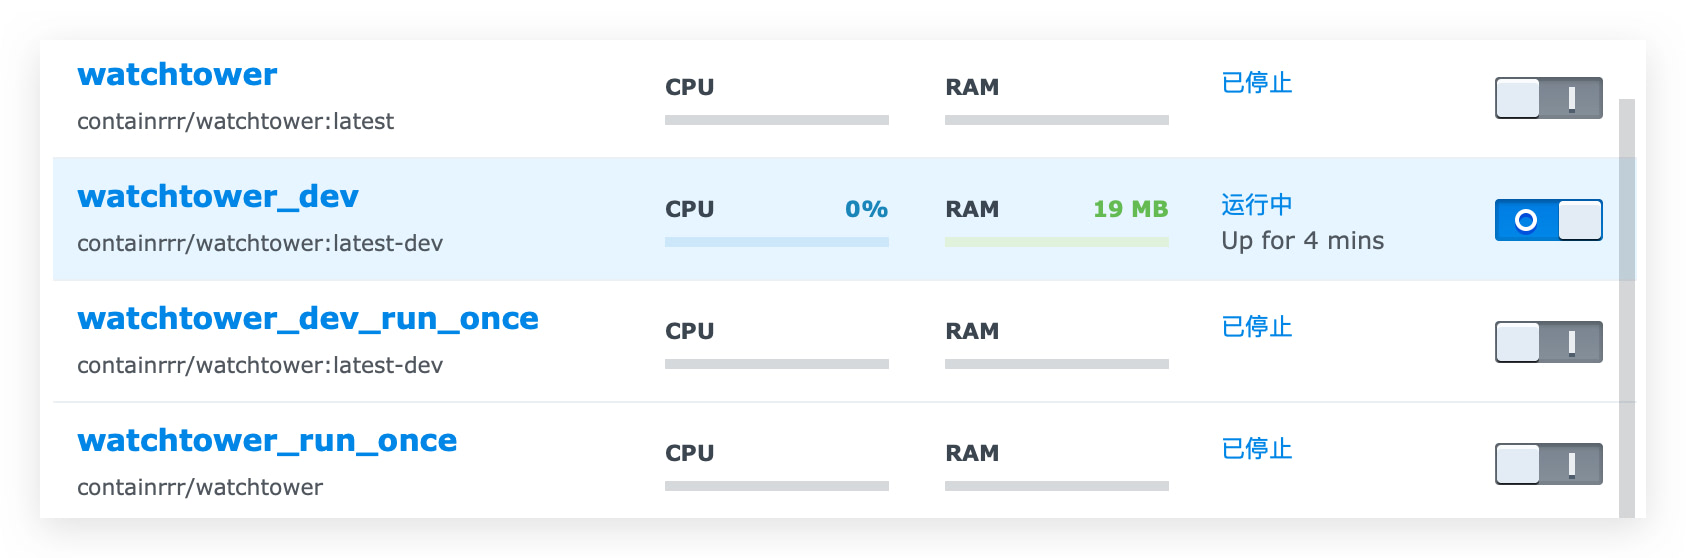 watchtower
containrrr/watchtower:latest
CPU
RAM
已停止
watchtower_dev
containrrr/watchtower:latest-dev
CPU 0%
RAM 19 MB
运行中
Up for 4 mins
watchtower_dev_run_once
containrrr/watchtower:latest-dev
CPU
RAM
已停止
watchtower_run_once
containrrr/watchtower
CPU
RAM
已停止